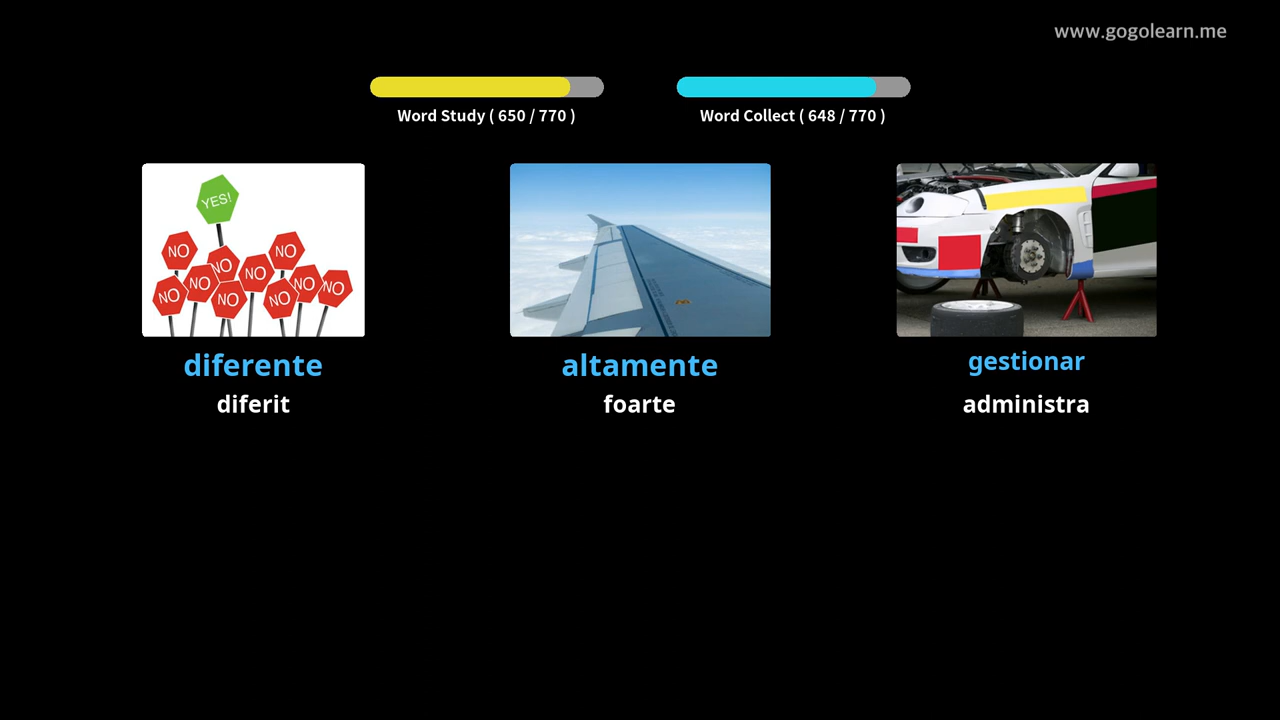 www.gogolearn.me
Word Study ( 650 / 770 )
Word Collect ( 648 / 770 )
YES!
NO
NO
NO
NO
NO
NO
NO
NO
NO
NO
diferente
altamente
gestionar
diferit
foarte
administra